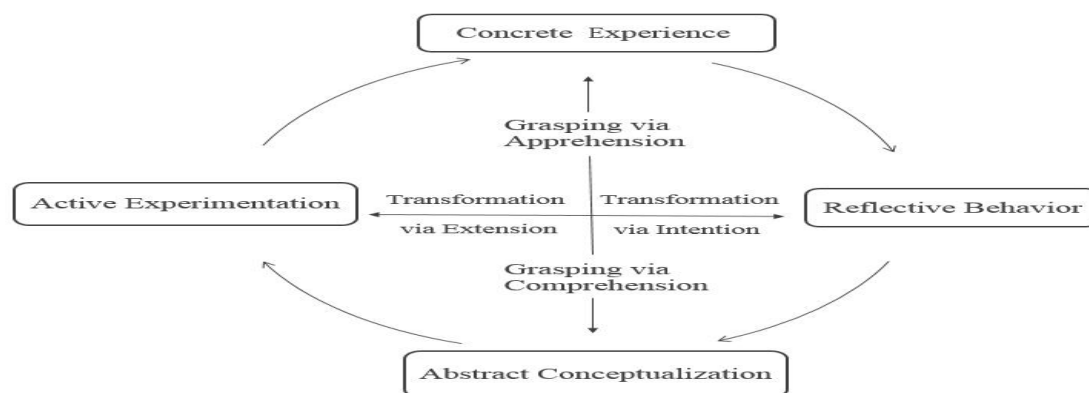 Concrete Experience
Grasping via
Apprehension
Active Experimentation
Transformation
via Extension
Transformation
via Intention
Reflective Behavior
Grasping via
Comprehension
Abstract Conceptualization